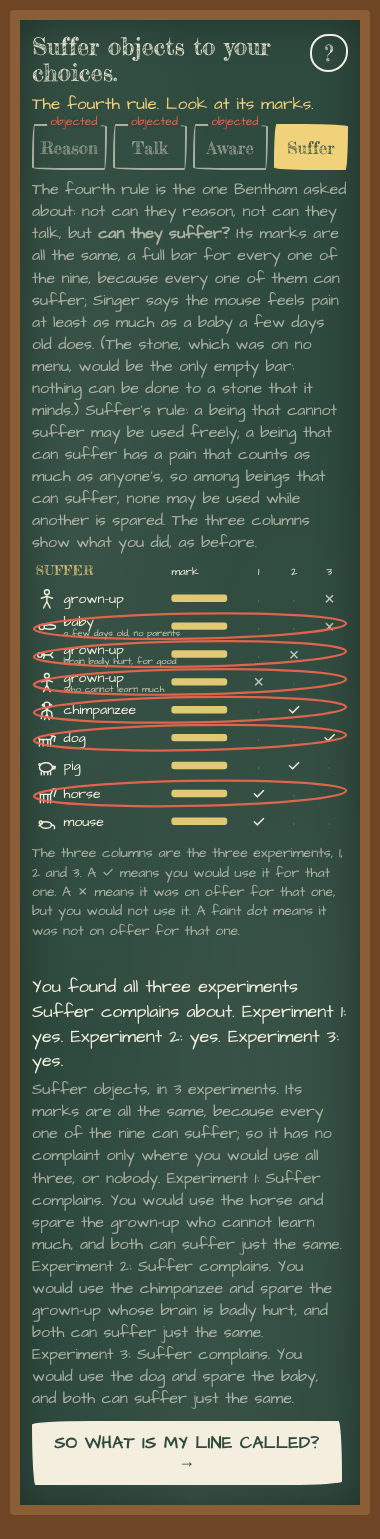 Suffer objects to your
choices.
?
The fourth rule. Look at its marks.
objected objected objected
Reason Talk Aware Suffer
The fourth rule is the one Bentham asked
about: not can they reason, not can they
talk, but can they suffer? Its marks are
all the same, a full bar for every one of
the nine, because every one of them can
suffer; Singer says the mouse feels pain
at least as much as a baby a few days
old does. (The stone, which was on no
menu, would be the only empty bar:
nothing can be done to a stone that it
minds.) Suffer's rule: a being that cannot
suffer may be used freely; a being that
can suffer has a pain that counts as
much as anyone's, so among beings that
can suffer, none may be used while
another is spared. The three columns
show what you did, as before.
SUFFER mark 1 2 3
grown-up ×
baby ×
a few days old, no parents
grown-up ×
brain badly hurt, for good
grown-up ×
who cannot learn much
chimpanzee ✓
dog ✓
pig ✓
horse ✓
mouse ✓
The three columns are the three experiments, 1,
2 and 3. A ✓ means you would use it for that
one. A × means it was on offer for that one,
but you would not use it. A faint dot means it
was not on offer for that one.
You found all three experiments
Suffer complains about. Experiment 1:
yes. Experiment 2: yes. Experiment 3:
yes.
Suffer objects, in 3 experiments. Its
marks are all the same, because every
one of the nine can suffer; so it has no
complaint only where you would use all
three, or nobody. Experiment 1: Suffer
complains. You would use the horse and
spare the grown-up who cannot learn
much, and both can suffer just the same.
Experiment 2: Suffer complains. You
would use the chimpanzee and spare the
grown-up whose brain is badly hurt, and
both can suffer just the same.
Experiment 3: Suffer complains. You
would use the dog and spare the baby,
and both can suffer just the same.
SO WHAT IS MY LINE CALLED?
→